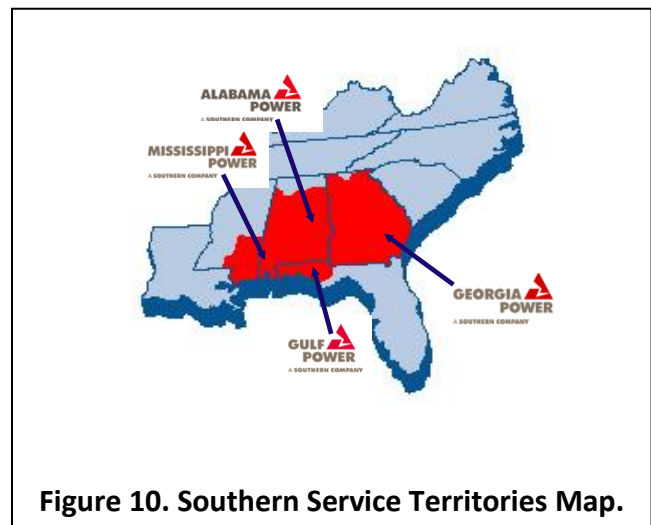 ALABAMA
POWER
A SOUTHERN COMPANY
MISSISSIPPI
POWER
A SOUTHERN COMPANY
GEORGIA
POWER
A SOUTHERN COMPANY
GULF
POWER
A SOUTHERN COMPANY
Figure 10. Southern Service Territories Map.